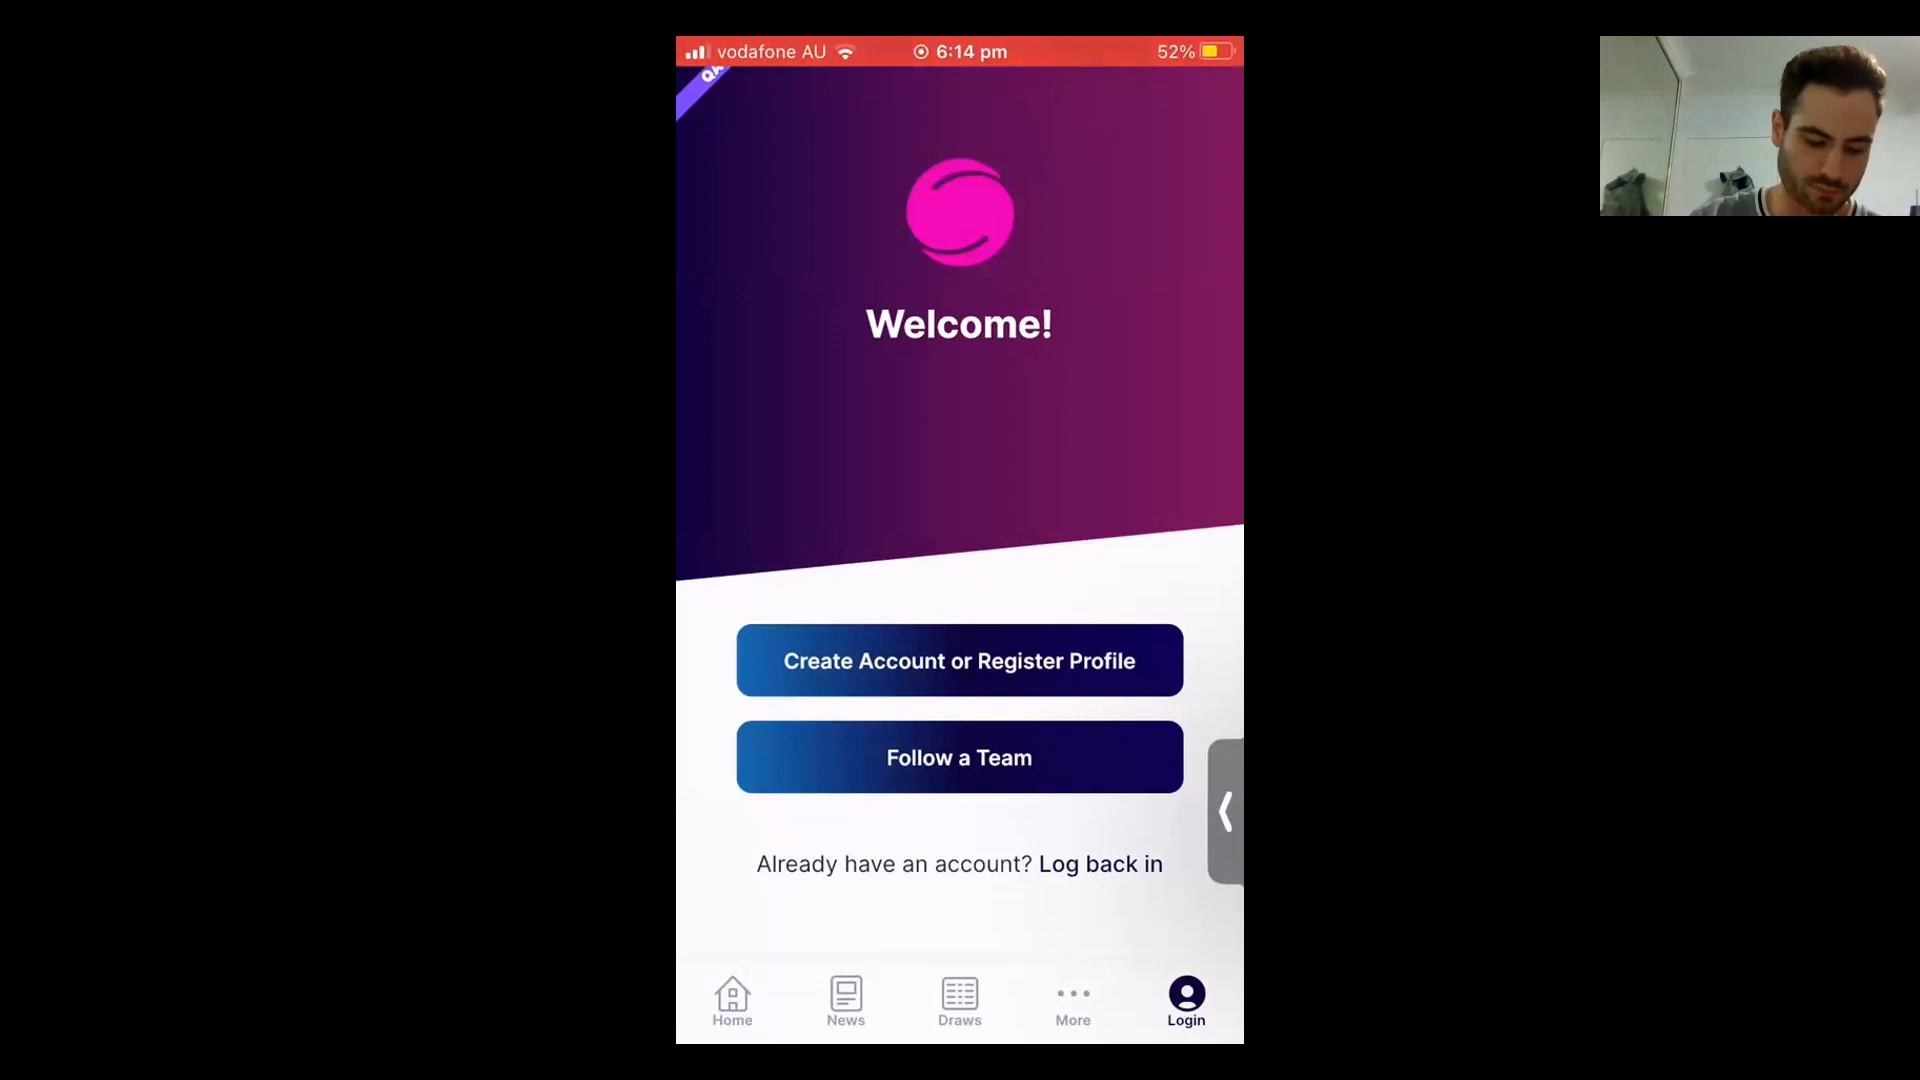 vodafone AU
6:14 pm
52%
QA
Welcome!
Create Account or Register Profile
Follow a Team
Already have an account? Log back in
Home
News
Draws
More
Login